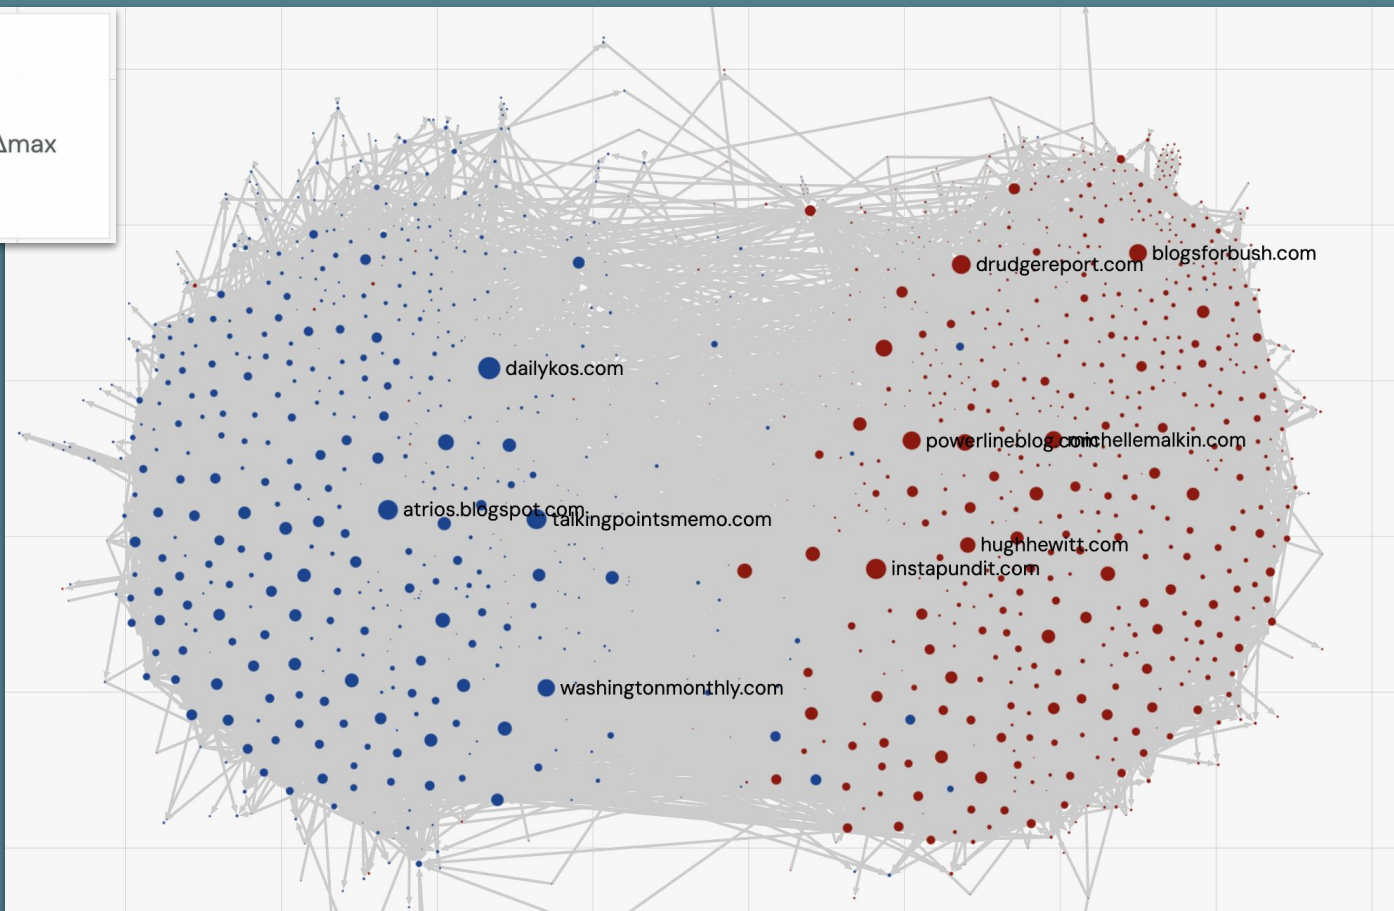 Δmax
blogsforbush.com
drudgereport.com
dailykos.com
powerlineblog.com
michellemalkin.com
atrios.blogspot.com
talkingpointsmemo.com
hughhewitt.com
instapundit.com
washingtonmonthly.com